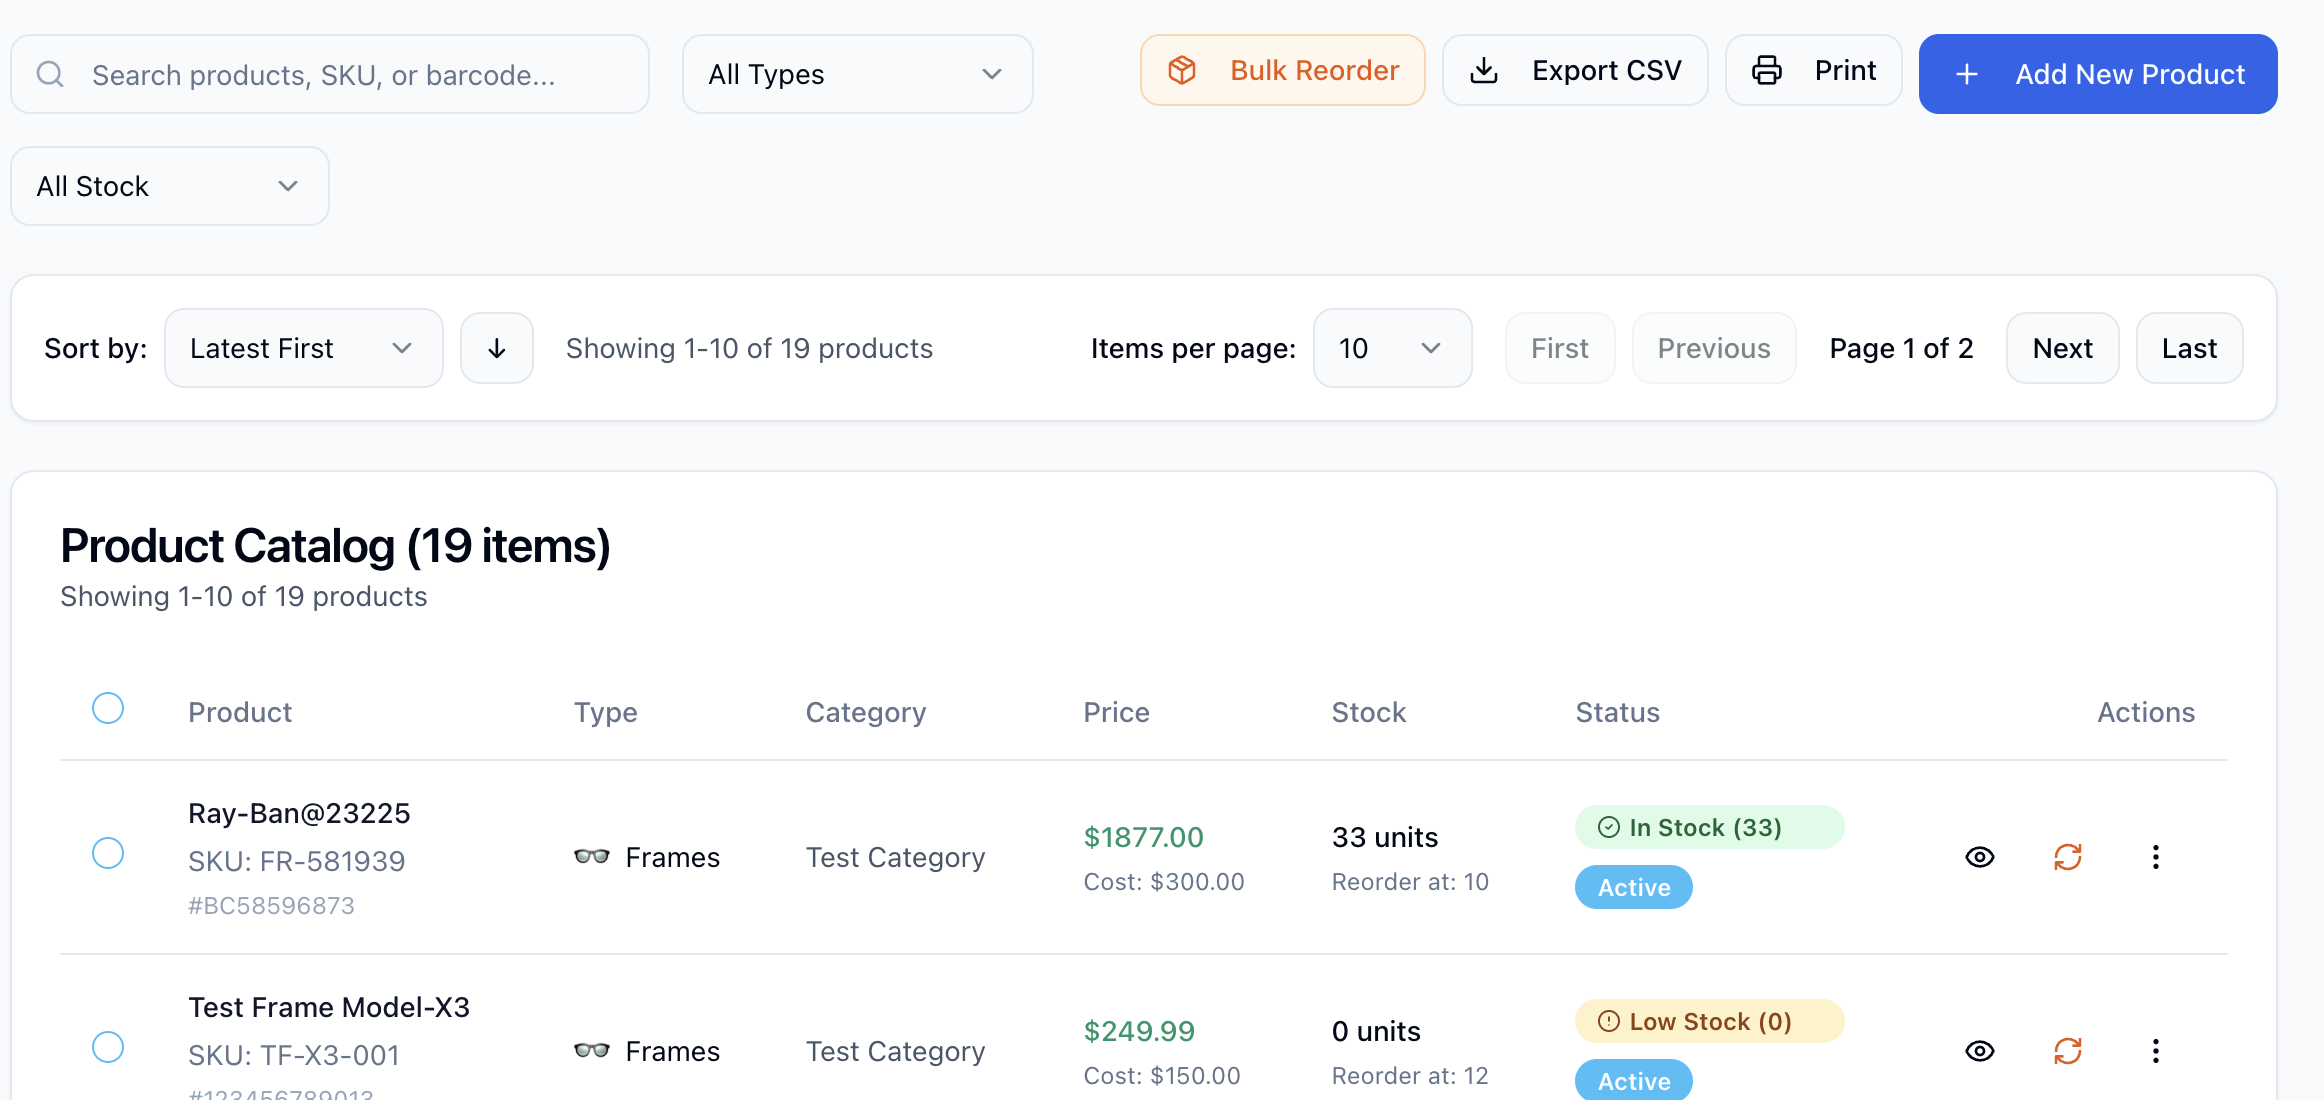 Search products, SKU, or barcode...
All Types
Bulk Reorder
Export CSV
Print
Add New Product
All Stock
Sort by:
Latest First
Showing 1-10 of 19 products
Items per page:
10
First
Previous
Page 1 of 2
Next
Last
Product Catalog (19 items)
Showing 1-10 of 19 products
Product Type Category Price Stock Status Actions
Ray-Ban@23225
SKU: FR-581939
#BC58596873
Frames
Test Category
$1877.00
Cost: $300.00
33 units
Reorder at: 10
In Stock (33)
Active
Test Frame Model-X3
SKU: TF-X3-001
#123456789013
Frames
Test Category
$249.99
Cost: $150.00
0 units
Reorder at: 12
Low Stock (0)
Active